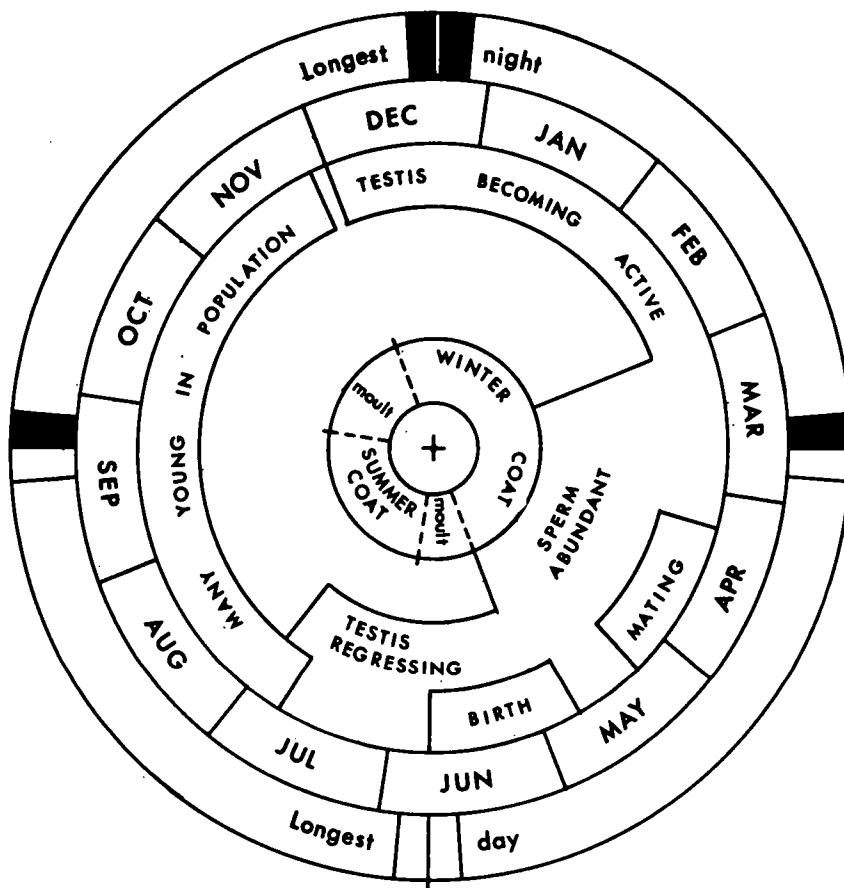 Longest night
DEC
JAN
FEB
MAR
APR
MAY
JUN
JUL
AUG
SEP
OCT
NOV
Longest day
TESTIS BECOMING ACTIVE
SPERM
ABUNDANT
MATING
BIRTH
TESTIS
REGRESSING
MANY YOUNG IN POPULATION
WINTER COAT
moult
SUMMER
COAT
moult